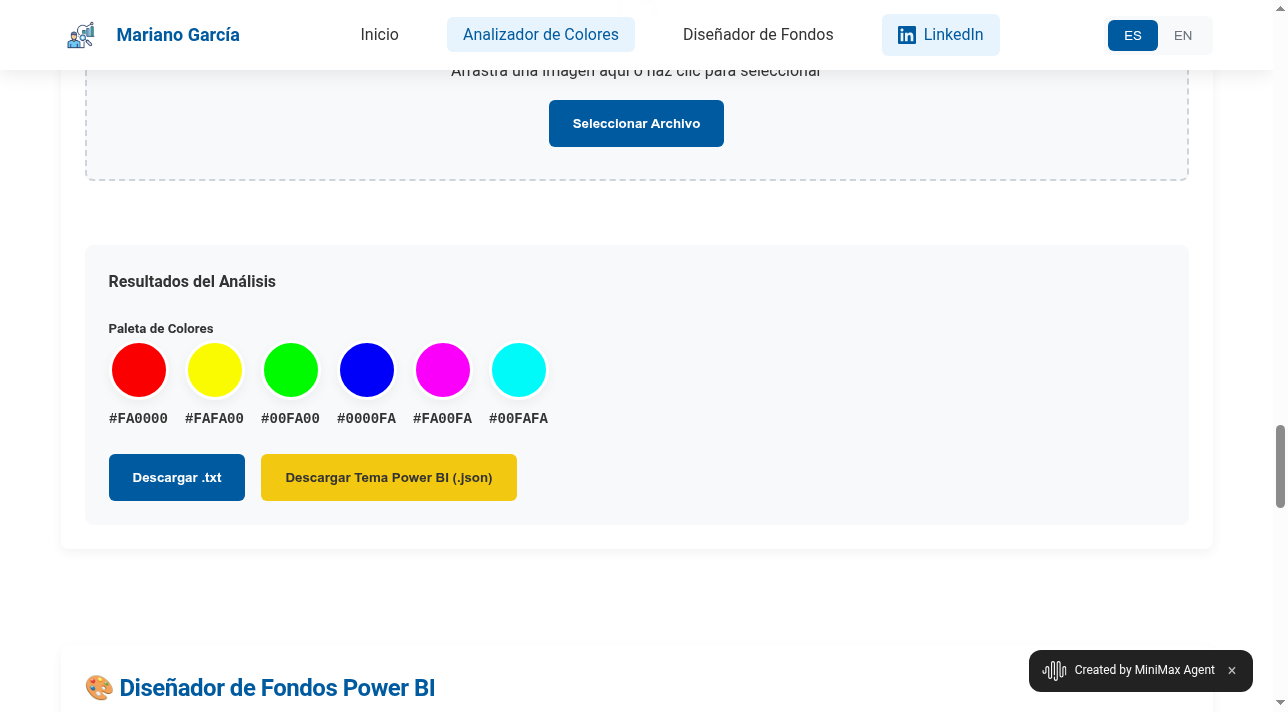 Mariano García
Inicio
Analizador de Colores
Diseñador de Fondos
LinkedIn
ES
EN
Arrastra una imagen aquí o haz clic para seleccionar
Seleccionar Archivo
Resultados del Análisis
Paleta de Colores
#FA0000 #FAFA00 #00FA00 #0000FA #FA00FA #00FAFA
Descargar .txt
Descargar Tema Power BI (.json)
Diseñador de Fondos Power BI
Created by MiniMax Agent ×